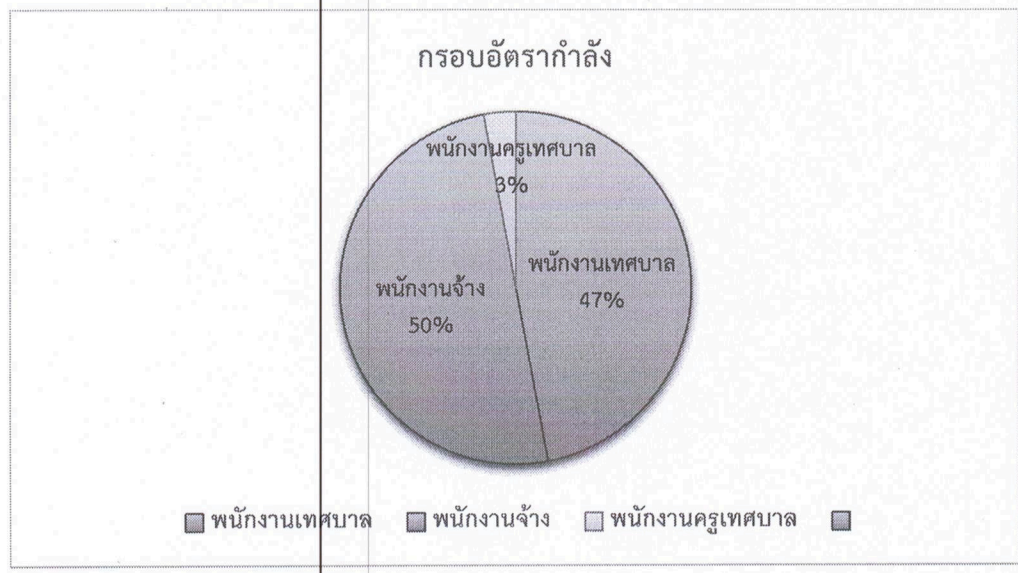 กรอบอัตรากำลัง
พนักงานครูเทศบาล
3%
พนักงานเทศบาล
47%
พนักงานจ้าง
50%
พนักงานเทศบาล พนักงานจ้าง พนักงานครูเทศบาล